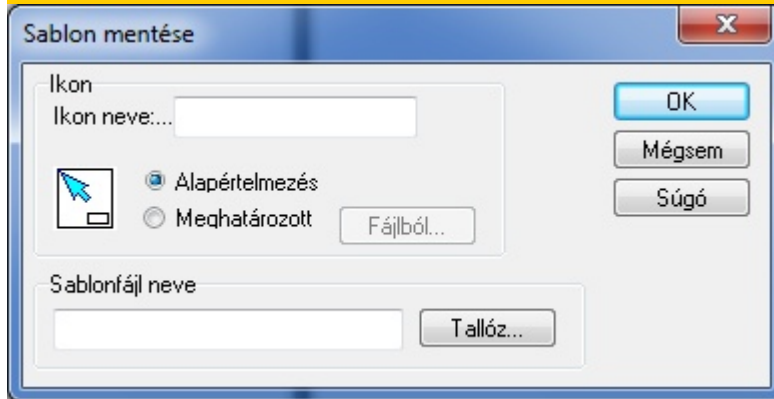 Sablon mentése
Ikon
Ikon neve:...
Alapértelmezés
Meghatározott
Fájlból...
OK
Mégsem
Súgó
Sablonfájl neve
Tallóz...